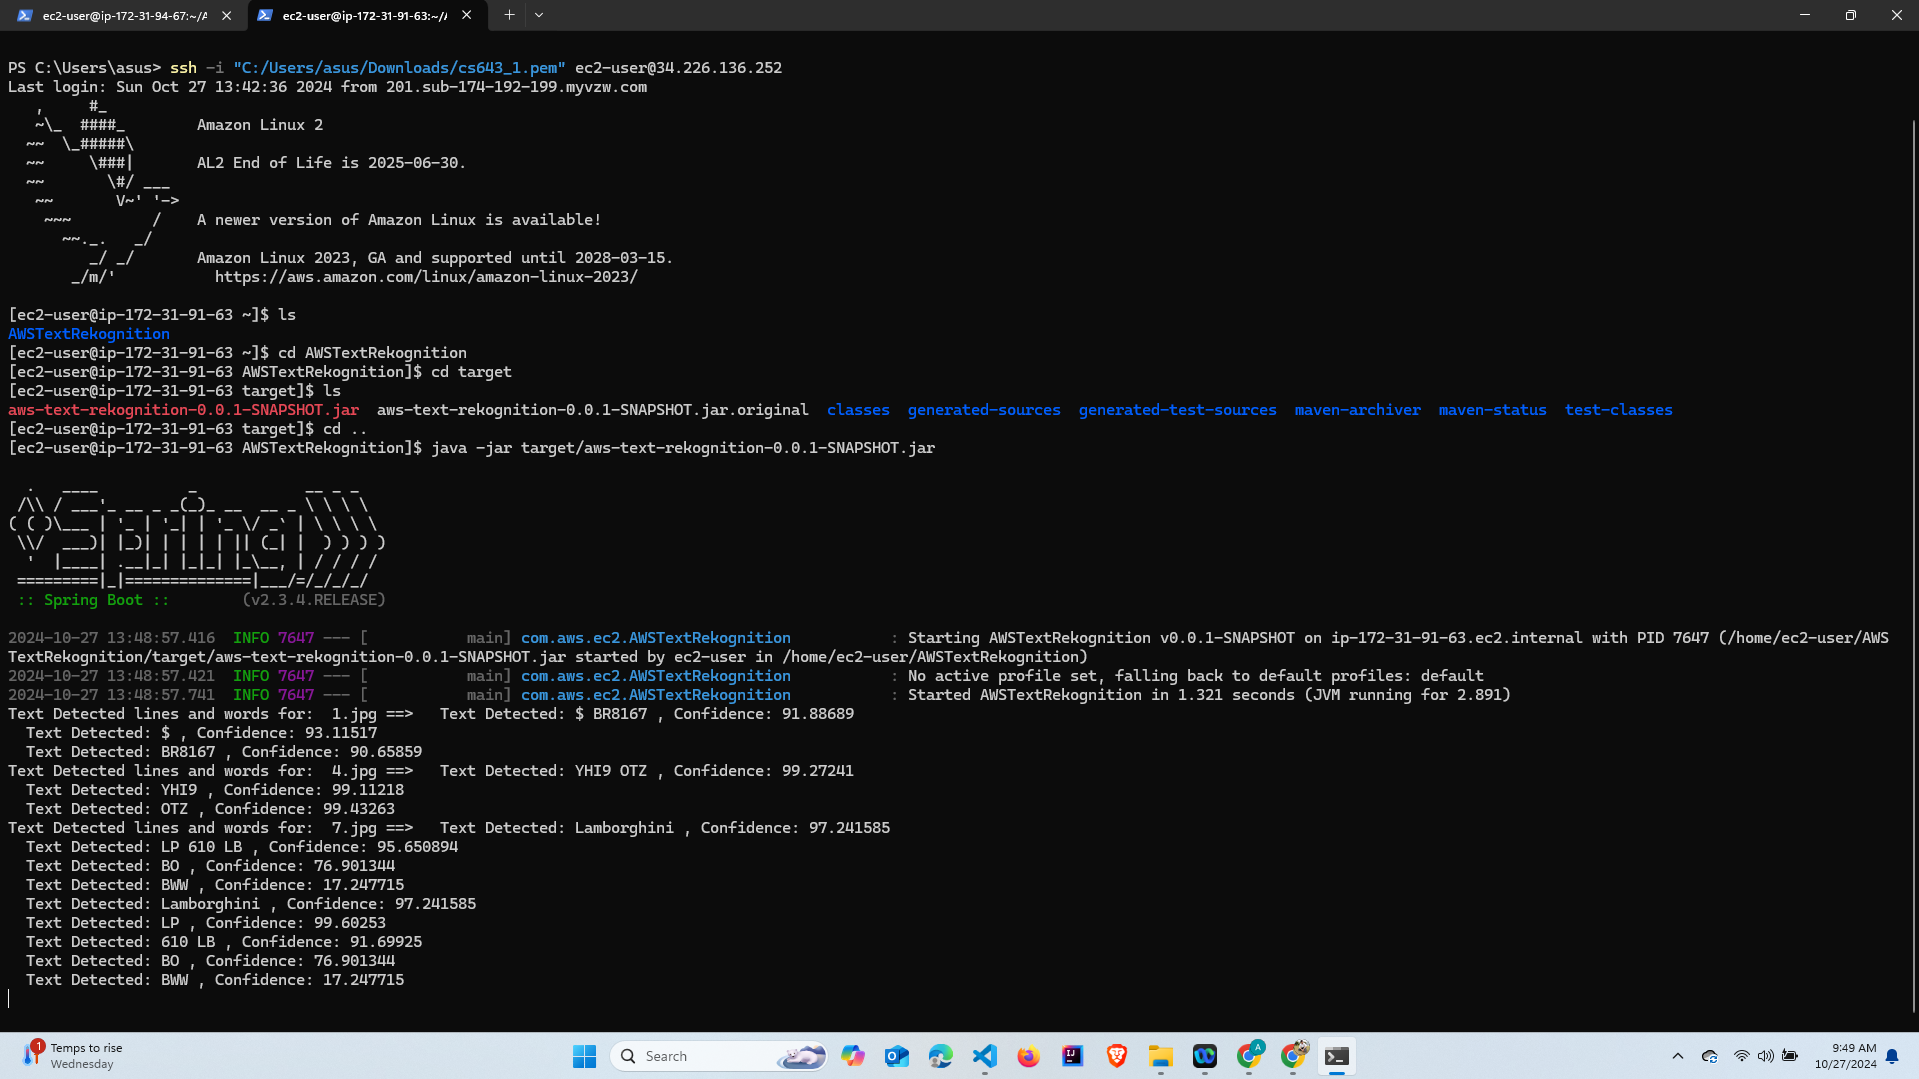 ec2-user@ip-172-31-94-67:~/A
ec2-user@ip-172-31-91-63:~/A
PS C:\Users\asus> ssh -i "C:/Users/asus/Downloads/cs643_1.pem" ec2-user@34.226.136.252
Last login: Sun Oct 27 13:42:36 2024 from 201.sub-174-192-199.myvzw.com
   ,     #_
   ~\_  ####_        Amazon Linux 2
  ~~  \_#####\
  ~~     \###|       AL2 End of Life is 2025-06-30.
  ~~       \#/ ___
   ~~       V~' '->
    ~~~         /    A newer version of Amazon Linux is available!
      ~~._.   _/
         _/ _/       Amazon Linux 2023, GA and supported until 2028-03-15.
       _/m/'           https://aws.amazon.com/linux/amazon-linux-2023/
[ec2-user@ip-172-31-91-63 ~]$ ls
AWSTextRekognition
[ec2-user@ip-172-31-91-63 ~]$ cd AWSTextRekognition
[ec2-user@ip-172-31-91-63 AWSTextRekognition]$ cd target
[ec2-user@ip-172-31-91-63 target]$ ls
aws-text-rekognition-0.0.1-SNAPSHOT.jar  aws-text-rekognition-0.0.1-SNAPSHOT.jar.original  classes  generated-sources  generated-test-sources  maven-archiver  maven-status  test-classes
[ec2-user@ip-172-31-91-63 target]$ cd ..
[ec2-user@ip-172-31-91-63 AWSTextRekognition]$ java -jar target/aws-text-rekognition-0.0.1-SNAPSHOT.jar
  .   ____          _            __ _ _
 /\\ / ___'_ __ _ _(_)_ __  __ _ \ \ \ \
( ( )\___ | '_ | '_| | '_ \/ _` | \ \ \ \
 \\/  ___)| |_)| | | | | || (_| |  ) ) ) )
  '  |____| .__|_| |_|_| |_\__, | / / / /
 =========|_|==============|___/=/_/_/_/
 :: Spring Boot ::        (v2.3.4.RELEASE)
2024-10-27 13:48:57.416  INFO 7647 --- [           main] com.aws.ec2.AWSTextRekognition           : Starting AWSTextRekognition v0.0.1-SNAPSHOT on ip-172-31-91-63.ec2.internal with PID 7647 (/home/ec2-user/AWS
TextRekognition/target/aws-text-rekognition-0.0.1-SNAPSHOT.jar started by ec2-user in /home/ec2-user/AWSTextRekognition)
2024-10-27 13:48:57.421  INFO 7647 --- [           main] com.aws.ec2.AWSTextRekognition           : No active profile set, falling back to default profiles: default
2024-10-27 13:48:57.741  INFO 7647 --- [           main] com.aws.ec2.AWSTextRekognition           : Started AWSTextRekognition in 1.321 seconds (JVM running for 2.891)
Text Detected lines and words for:  1.jpg ==>   Text Detected: $ BR8167 , Confidence: 91.88689
  Text Detected: $ , Confidence: 93.11517
  Text Detected: BR8167 , Confidence: 90.65859
Text Detected lines and words for:  4.jpg ==>   Text Detected: YHI9 OTZ , Confidence: 99.27241
  Text Detected: YHI9 , Confidence: 99.11218
  Text Detected: OTZ , Confidence: 99.43263
Text Detected lines and words for:  7.jpg ==>   Text Detected: Lamborghini , Confidence: 97.241585
  Text Detected: LP 610 LB , Confidence: 95.650894
  Text Detected: BO , Confidence: 76.901344
  Text Detected: BWW , Confidence: 17.247715
  Text Detected: Lamborghini , Confidence: 97.241585
  Text Detected: LP , Confidence: 99.60253
  Text Detected: 610 LB , Confidence: 91.69925
  Text Detected: BO , Confidence: 76.901344
  Text Detected: BWW , Confidence: 17.247715
1
Temps to rise
Wednesday
Search
9:49 AM
10/27/2024